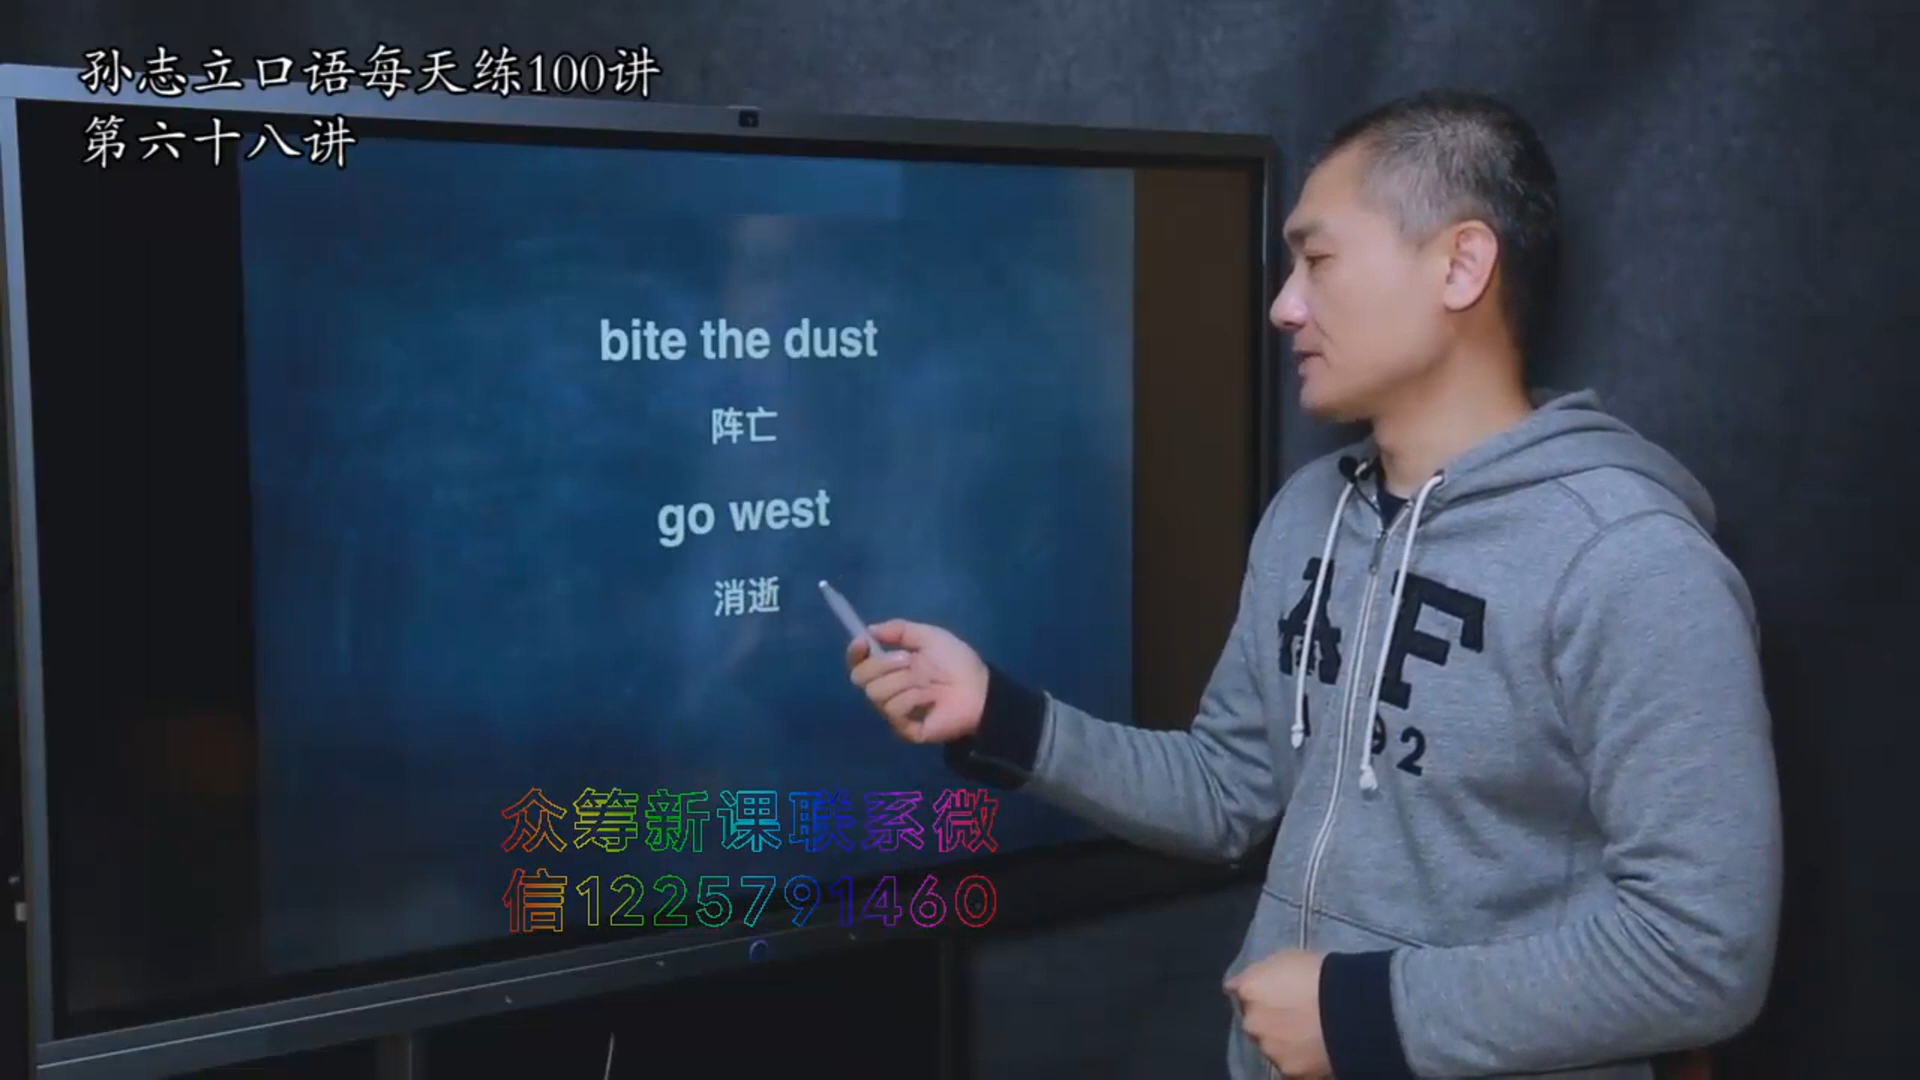 孙志立口语每天练100讲
第六十八讲
bite the dust
阵亡
go west
消逝
AF
92
众筹新课联系微
信1225791460